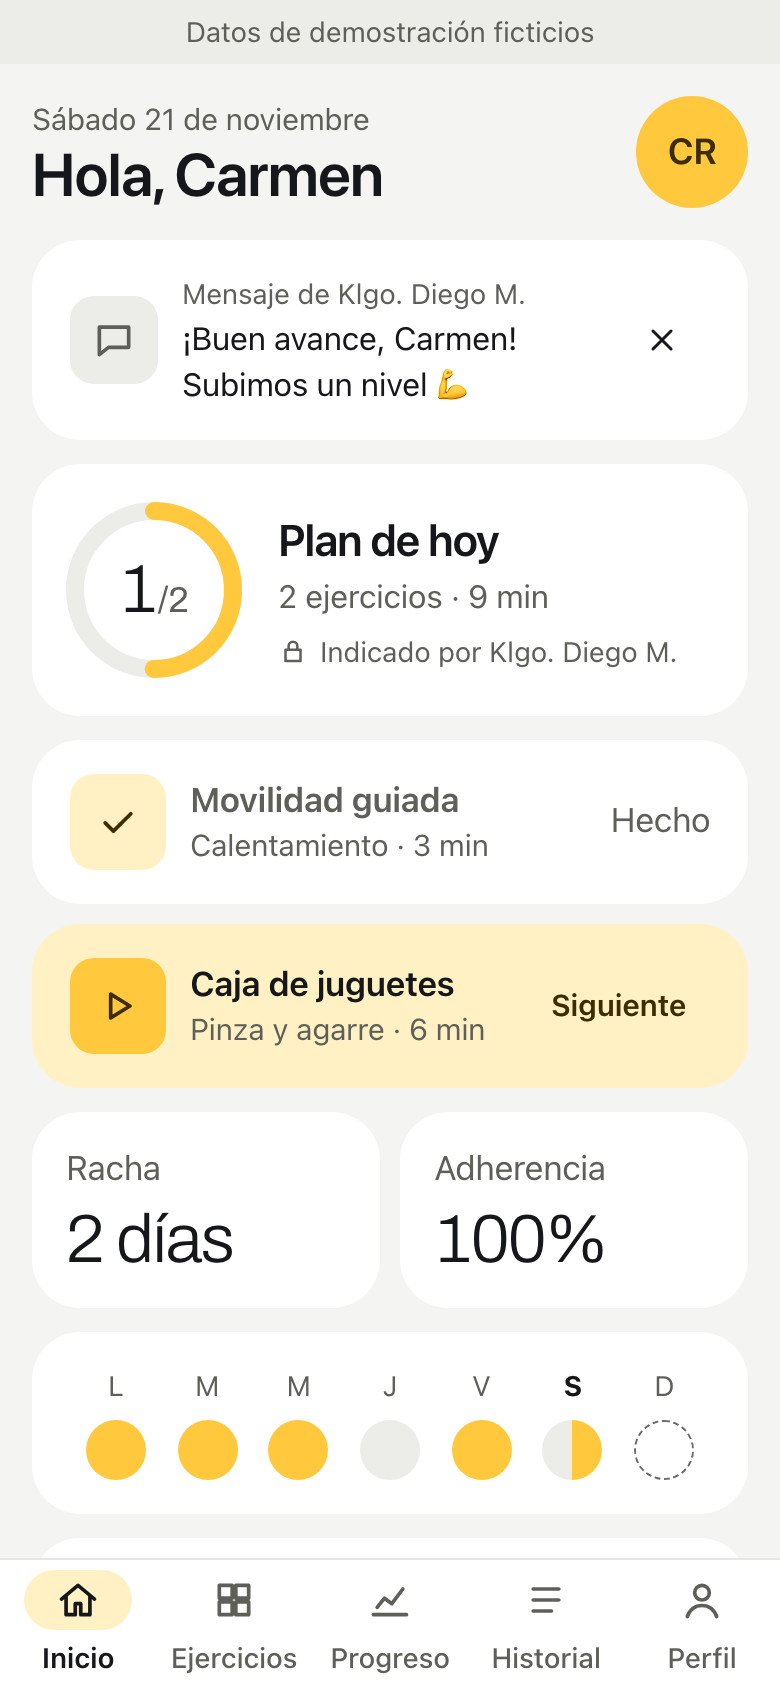 Datos de demostración ficticios
Sábado 21 de noviembre
Hola, Carmen
CR
Mensaje de Klgo. Diego M.
¡Buen avance, Carmen!
Subimos un nivel 💪
1/2
Plan de hoy
2 ejercicios · 9 min
Indicado por Klgo. Diego M.
Movilidad guiada
Calentamiento · 3 min
Hecho
Caja de juguetes
Pinza y agarre · 6 min
Siguiente
Racha
2 días
Adherencia
100%
L M M J V S D
Inicio Ejercicios Progreso Historial Perfil